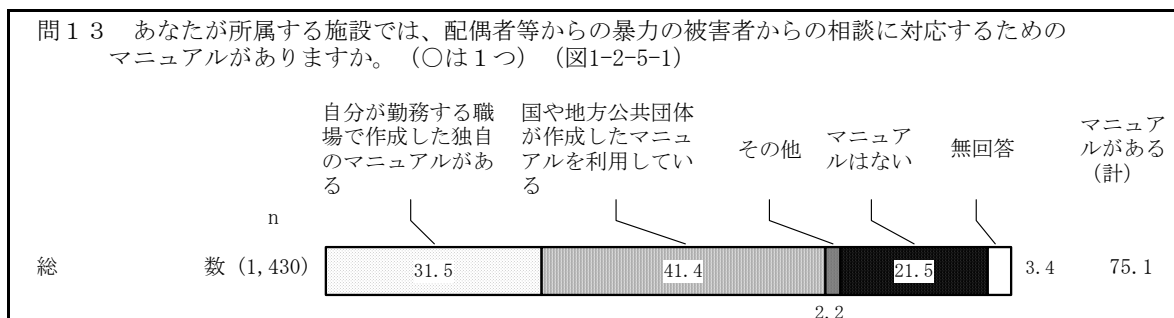 問13　あなたが所属する施設では、配偶者等からの暴力の被害者からの相談に対応するための
マニュアルがありますか。（○は1つ）（図1-2-5-1）
自分が勤務する職
場で作成した独自
のマニュアルがあ
る
国や地方公共団体
が作成したマニュ
アルを利用してい
る
その他
マニュア
ルはない
無回答
マニュア
ルがある
（計）
n
総　数 (1,430)
31.5
41.4
2.2
21.5
3.4
75.1